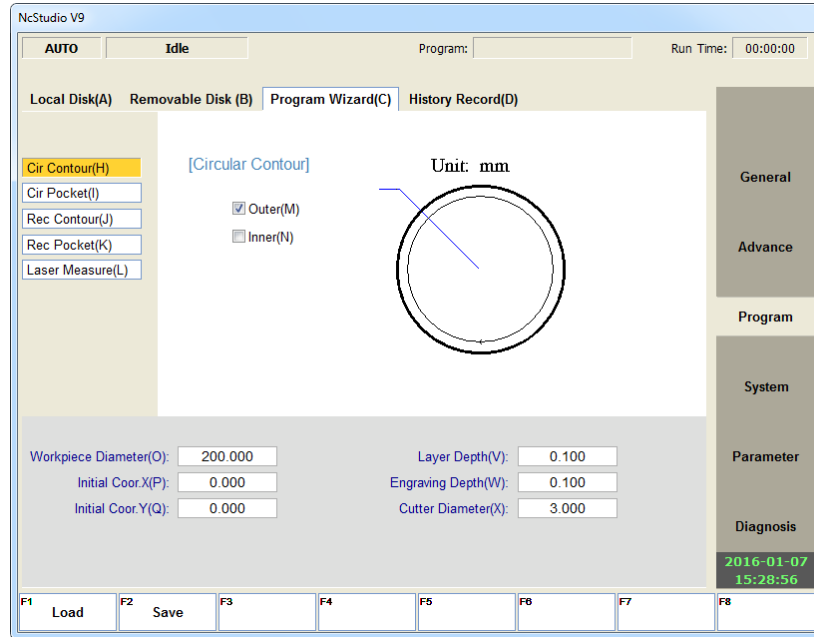 NcStudio V9
AUTO Idle Program: Run Time: 00:00:00
Local Disk(A) Removable Disk (B) Program Wizard(C) History Record(D)
Cir Contour(H)
Cir Pocket(I)
Rec Contour(J)
Rec Pocket(K)
Laser Measure(L)
[Circular Contour]
Outer(M)
Inner(N)
Unit: mm
General
Advance
Program
System
Parameter
Diagnosis
Workpiece Diameter(O): 200.000
Initial Coor.X(P): 0.000
Initial Coor.Y(Q): 0.000
Layer Depth(V): 0.100
Engraving Depth(W): 0.100
Cutter Diameter(X): 3.000
2016-01-07
15:28:56
F1 Load F2 Save F3 F4 F5 F6 F7 F8